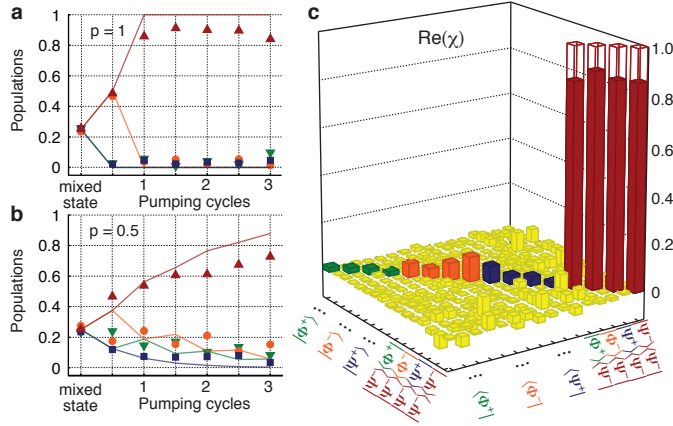 a
p = 1
Populations
1
0.8
0.6
0.4
0.2
0
mixed
state
1
2
3
Pumping cycles
b
p = 0.5
Populations
1
0.8
0.6
0.4
0.2
0
mixed
state
1
2
3
Pumping cycles
c
Re(χ)
1.0
0.8
0.6
0.4
0.2
0
|Φ⁺⟩
...
|Φ⁻⟩
...
|Ψ⁺⟩
...
...
...
...
|Φ⁺⟩
|Φ⁻⟩
|Ψ⁺⟩